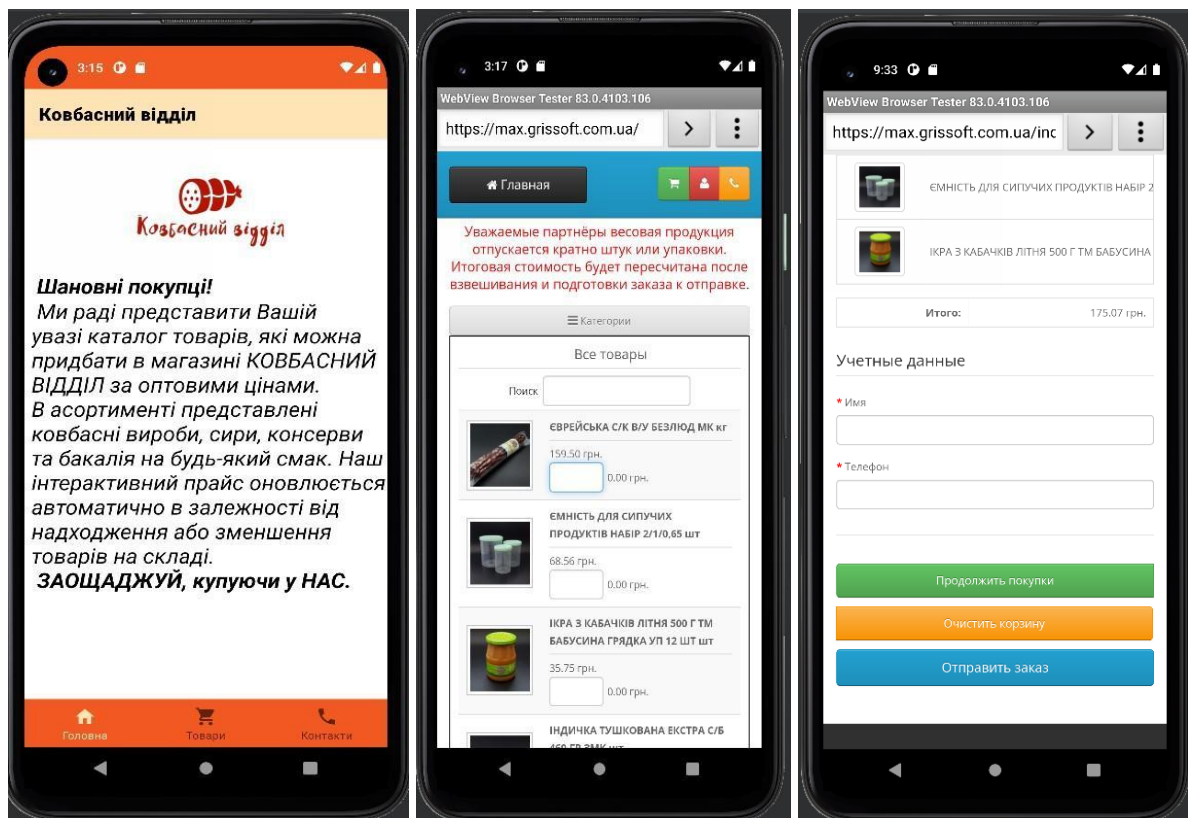 3:15
Ковбасний відділ
Ковбасний відділ
Шановні покупці!
Ми раді представити Вашій
увазі каталог товарів, які можна
придбати в магазині КОВБАСНИЙ
ВІДДІЛ за оптовими цінами.
В асортименті представлені
ковбасні вироби, сири, консерви
та бакалія на будь-який смак. Наш
інтерактивний прайс оновлюється
автоматично в залежності від
надходження або зменшення
товарів на складі.
ЗАОЩАДЖУЙ, купуючи у НАС.
Головна
Товари
Контакти
3:17
WebView Browser Tester 83.0.4103.106
https://max.grissoft.com.ua/
Главная
Уважаемые партнёры весовая продукция
отпускается кратно штук или упаковки.
Итоговая стоимость будет пересчитана после
взвешивания и подготовки заказа к отправке.
Категории
Все товары
Поиск
ЄВРЕЙСЬКА С/К В/У БЕЗЛЮД МК кг
159.50 грн.
0.00 грн.
ЄМНІСТЬ ДЛЯ СИПУЧИХ
ПРОДУКТІВ НАБІР 2/1/0,65 шт
68.56 грн.
0.00 грн.
ІКРА З КАБАЧКІВ ЛІТНЯ 500 Г ТМ
БАБУСИНА ГРЯДКА УП 12 ШТ шт
35.75 грн.
0.00 грн.
ІНДИЧКА ТУШКОВАНА ЕКСТРА С/Б
9:33
WebView Browser Tester 83.0.4103.106
https://max.grissoft.com.ua/inc
ЄМНІСТЬ ДЛЯ СИПУЧИХ ПРОДУКТІВ НАБІР 2
ІКРА З КАБАЧКІВ ЛІТНЯ 500 Г ТМ БАБУСИНА
Итого: 175.07 грн.
Учетные данные
* Имя
* Телефон
Продолжить покупки
Очистить корзину
Отправить заказ